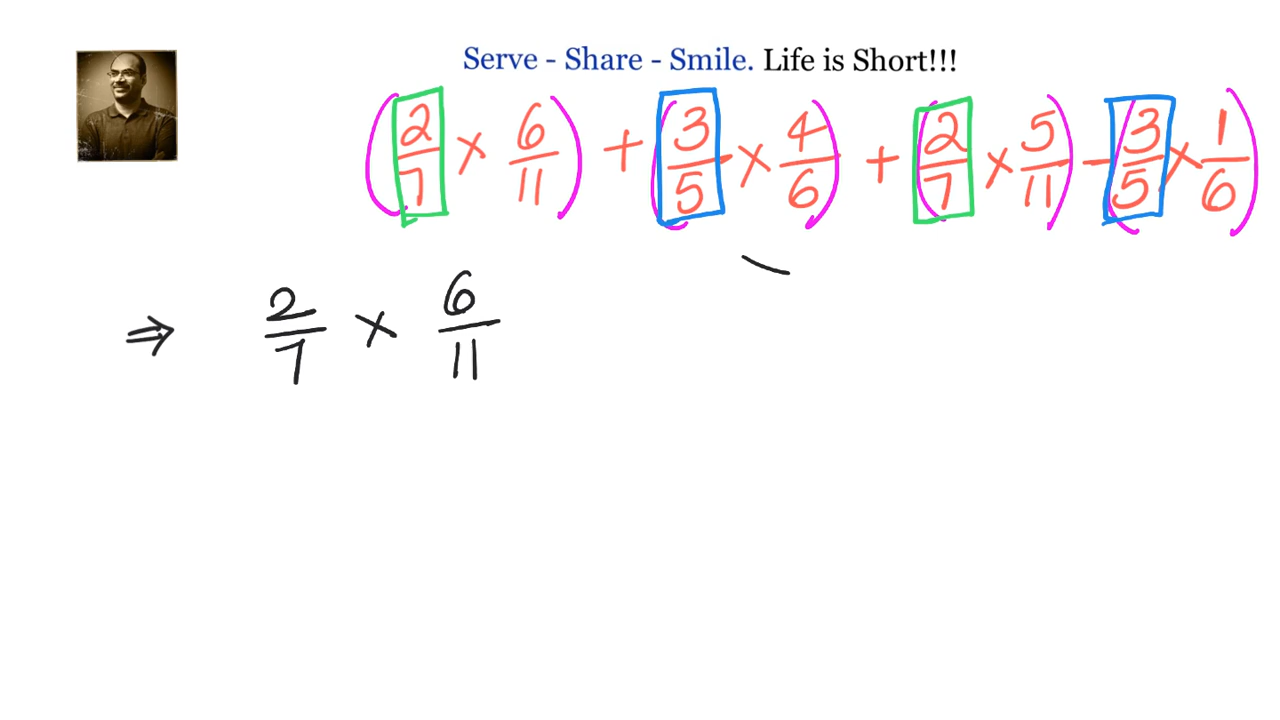 Serve - Share - Smile. Life is Short!!!
(2/7 × 6/11) + (3/5 × 4/6) + (2/7 × 5/11) - (3/5 × 1/6)
⇒ 2/7 × 6/11